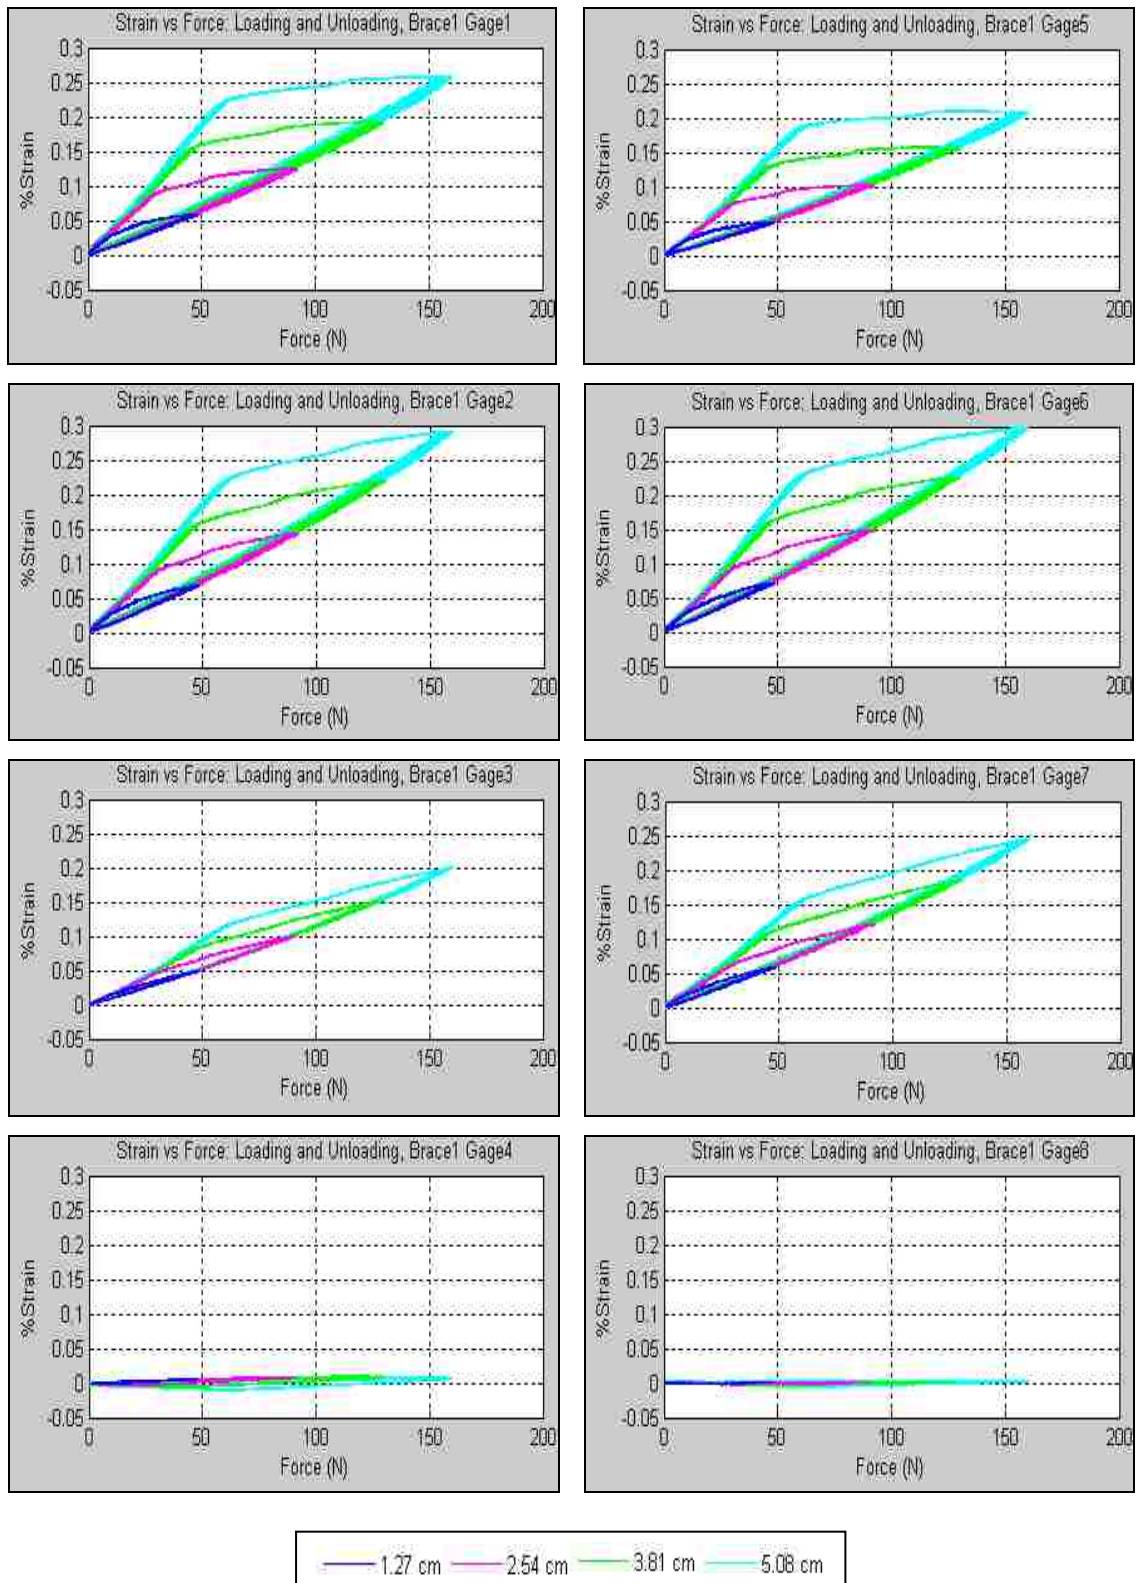 Strain vs Force: Loading and Unloading, Brace1 Gage1
0.3
0.25
0.2
0.15
0.1
0.05
0
-0.05
%Strain
0 50 100 150 200
Force (N)
Strain vs Force: Loading and Unloading, Brace1 Gage5
0.3
0.25
0.2
0.15
0.1
0.05
0
-0.05
%Strain
0 50 100 150 200
Force (N)
Strain vs Force: Loading and Unloading, Brace1 Gage2
0.3
0.25
0.2
0.15
0.1
0.05
0
-0.05
%Strain
0 50 100 150 200
Force (N)
Strain vs Force: Loading and Unloading, Brace1 Gage6
0.3
0.25
0.2
0.15
0.1
0.05
0
-0.05
%Strain
0 50 100 150 200
Force (N)
Strain vs Force: Loading and Unloading, Brace1 Gage3
0.3
0.25
0.2
0.15
0.1
0.05
0
-0.05
%Strain
0 50 100 150 200
Force (N)
Strain vs Force: Loading and Unloading, Brace1 Gage7
0.3
0.25
0.2
0.15
0.1
0.05
0
-0.05
%Strain
0 50 100 150 200
Force (N)
Strain vs Force: Loading and Unloading, Brace1 Gage4
0.3
0.25
0.2
0.15
0.1
0.05
0
-0.05
%Strain
0 50 100 150 200
Force (N)
Strain vs Force: Loading and Unloading, Brace1 Gage8
0.3
0.25
0.2
0.15
0.1
0.05
0
-0.05
%Strain
0 50 100 150 200
Force (N)
1.27 cm 2.54 cm 3.81 cm 5.08 cm